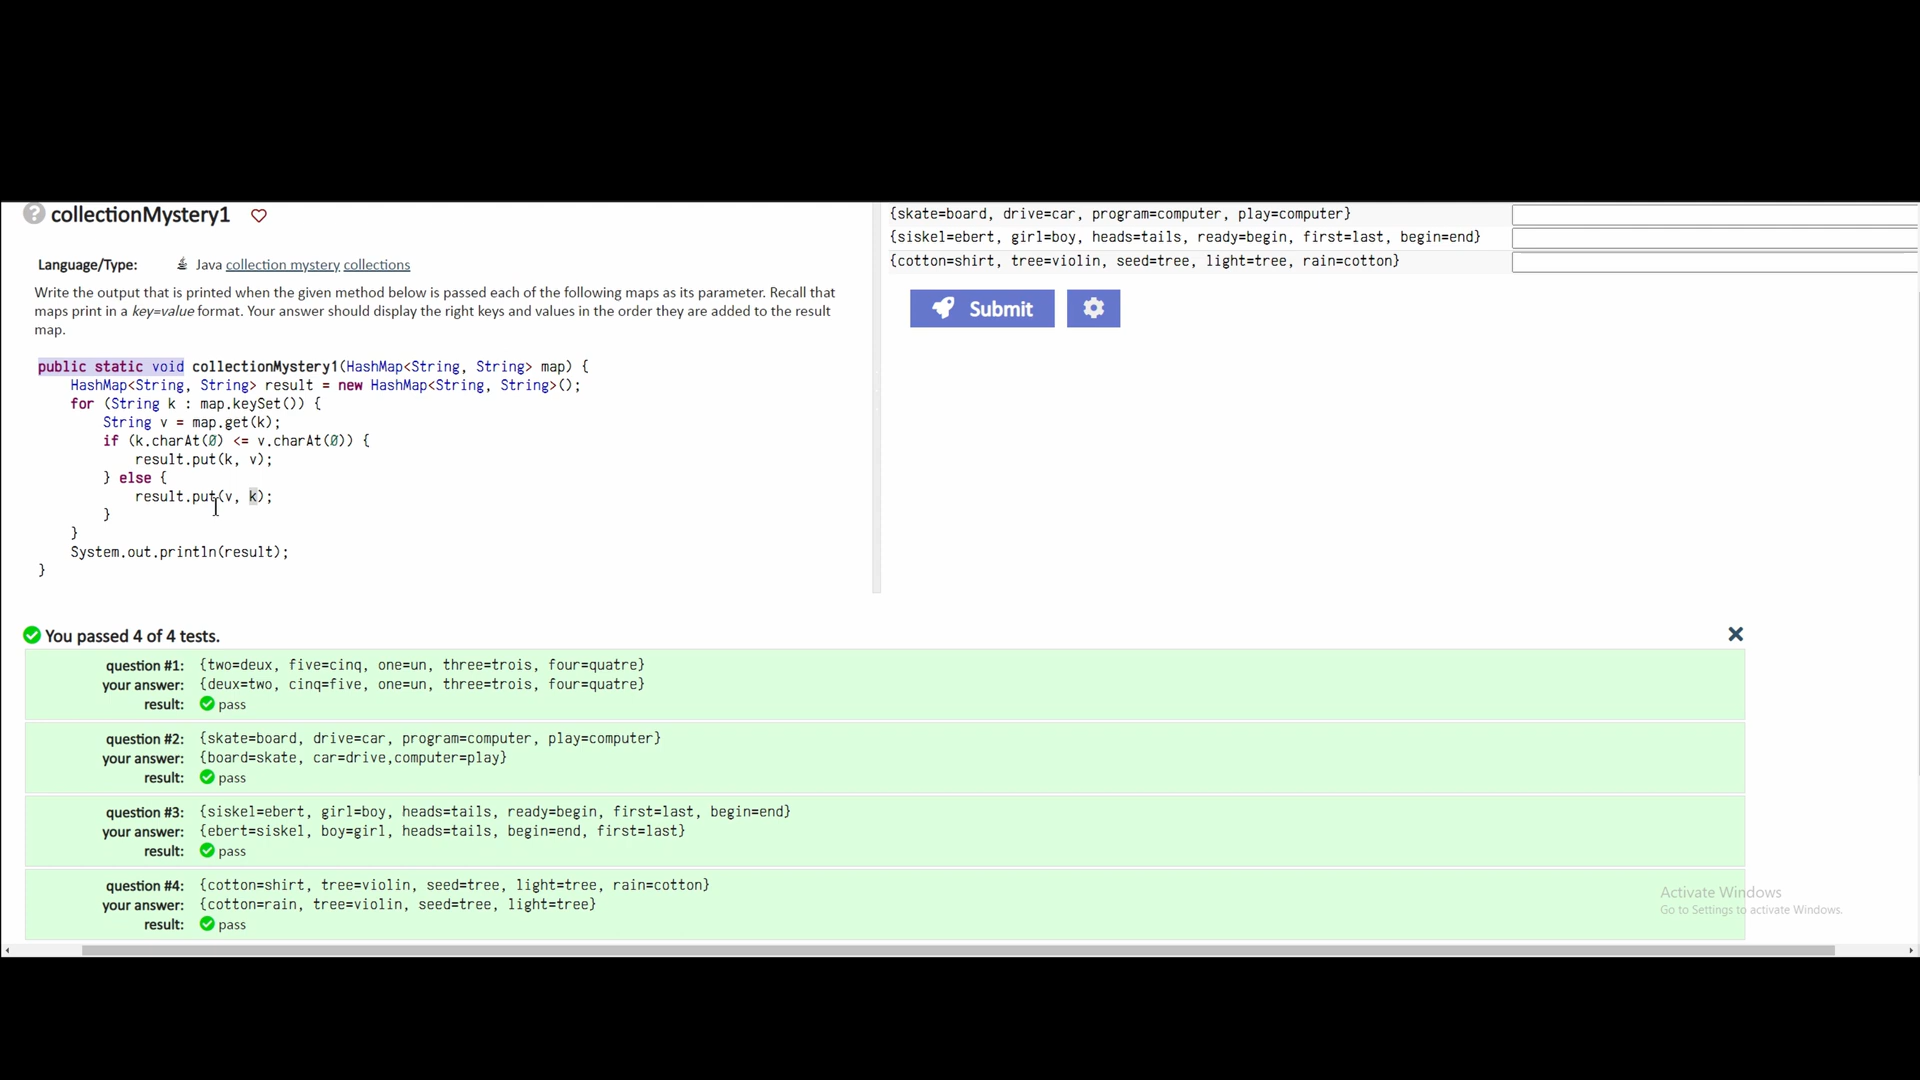 collectionMystery1
Language/Type: Java collection mystery collections
Write the output that is printed when the given method below is passed each of the following maps as its parameter. Recall that
maps print in a key=value format. Your answer should display the right keys and values in the order they are added to the result
map.
public static void collectionMystery1(HashMap<String, String> map) {
HashMap<String, String> result = new HashMap<String, String>();
for (String k : map.keySet()) {
String v = map.get(k);
if (k.charAt(0) <= v.charAt(0)) {
result.put(k, v);
} else {
result.put(v, k);
}
}
System.out.println(result);
}
{skate=board, drive=car, program=computer, play=computer}
{siskel=ebert, girl=boy, heads=tails, ready=begin, first=last, begin=end}
{cotton=shirt, tree=violin, seed=tree, light=tree, rain=cotton}
Submit
You passed 4 of 4 tests.
question #1: {two=deux, five=cinq, one=un, three=trois, four=quatre}
your answer: {deux=two, cinq=five, one=un, three=trois, four=quatre}
result: pass
question #2: {skate=board, drive=car, program=computer, play=computer}
your answer: {board=skate, car=drive,computer=play}
result: pass
question #3: {siskel=ebert, girl=boy, heads=tails, ready=begin, first=last, begin=end}
your answer: {ebert=siskel, boy=girl, heads=tails, begin=end, first=last}
result: pass
question #4: {cotton=shirt, tree=violin, seed=tree, light=tree, rain=cotton}
your answer: {cotton=rain, tree=violin, seed=tree, light=tree}
result: pass
Activate Windows
Go to Settings to activate Windows.